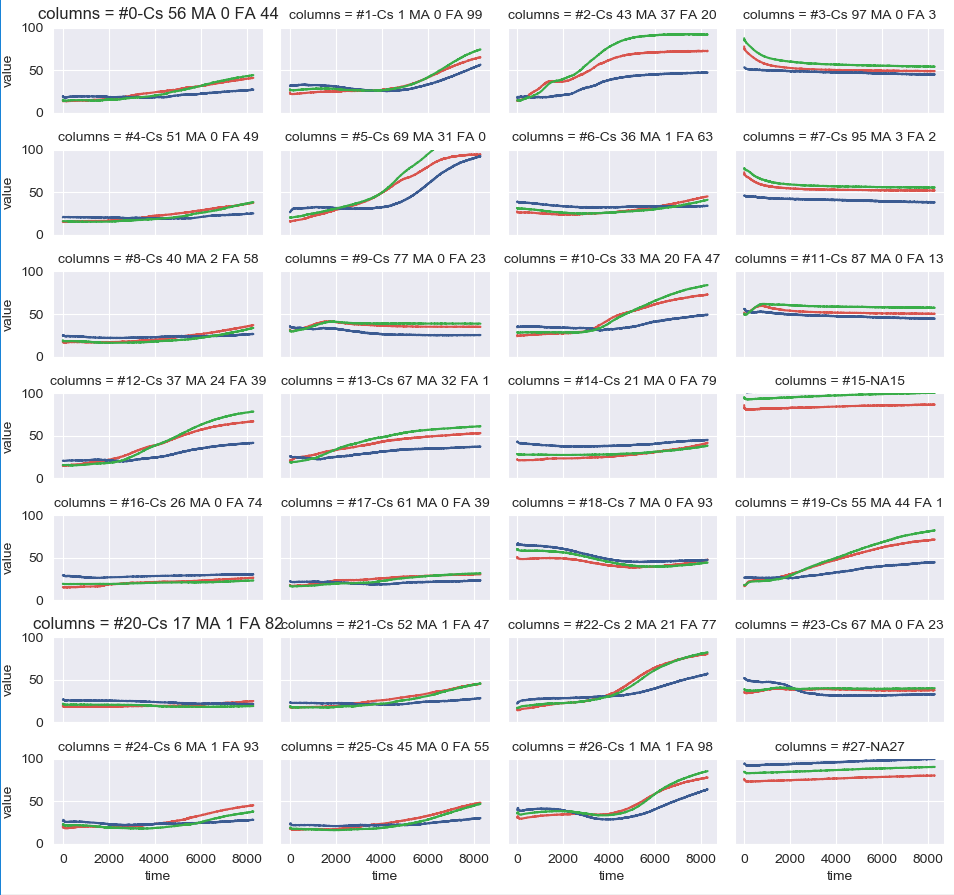 columns = #0-Cs 56 MA 0 FA 44 columns = #1-Cs 1 MA 0 FA 99 columns = #2-Cs 43 MA 37 FA 20 columns = #3-Cs 97 MA 0 FA 3
100
50
0
value
columns = #4-Cs 51 MA 0 FA 49 columns = #5-Cs 69 MA 31 FA 0 columns = #6-Cs 36 MA 1 FA 63 columns = #7-Cs 95 MA 3 FA 2
100
50
0
value
columns = #8-Cs 40 MA 2 FA 58 columns = #9-Cs 77 MA 0 FA 23 columns = #10-Cs 33 MA 20 FA 47 columns = #11-Cs 87 MA 0 FA 13
100
50
0
value
columns = #12-Cs 37 MA 24 FA 39 columns = #13-Cs 67 MA 32 FA 1 columns = #14-Cs 21 MA 0 FA 79 columns = #15-NA15
100
50
0
value
columns = #16-Cs 26 MA 0 FA 74 columns = #17-Cs 61 MA 0 FA 39 columns = #18-Cs 7 MA 0 FA 93 columns = #19-Cs 55 MA 44 FA 1
100
50
0
value
columns = #20-Cs 17 MA 1 FA 82 columns = #21-Cs 52 MA 1 FA 47 columns = #22-Cs 2 MA 21 FA 77 columns = #23-Cs 67 MA 0 FA 23
100
50
0
value
columns = #24-Cs 6 MA 1 FA 93 columns = #25-Cs 45 MA 0 FA 55 columns = #26-Cs 1 MA 1 FA 98 columns = #27-NA27
100
50
0
value
0 2000 4000 6000 8000 0 2000 4000 6000 8000 0 2000 4000 6000 8000 0 2000 4000 6000 8000
time time time time